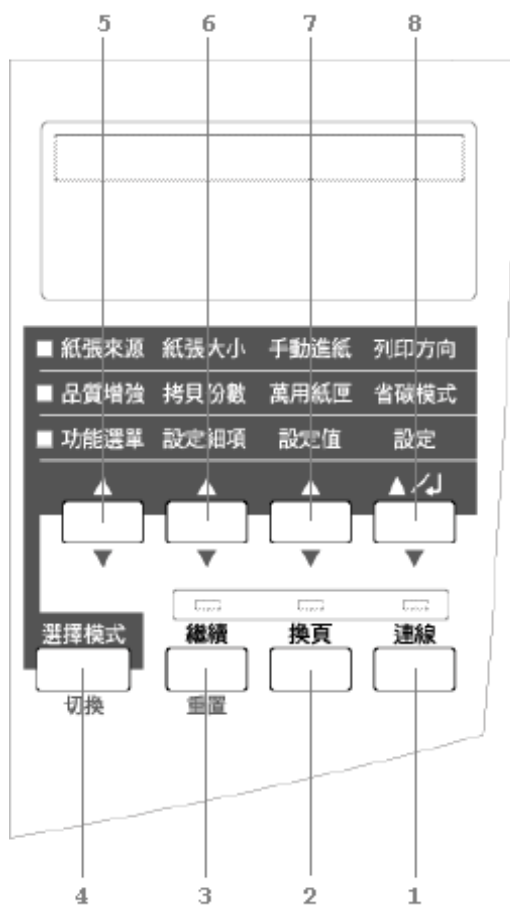 5 6 7 8
紙張來源 紙張大小 手動進紙 列印方向
品質增強 拷貝份數 萬用紙匣 省碳模式
功能選單 設定細項 設定值 設定
選擇模式 繼續 換頁 連線
切換 重置
4 3 2 1